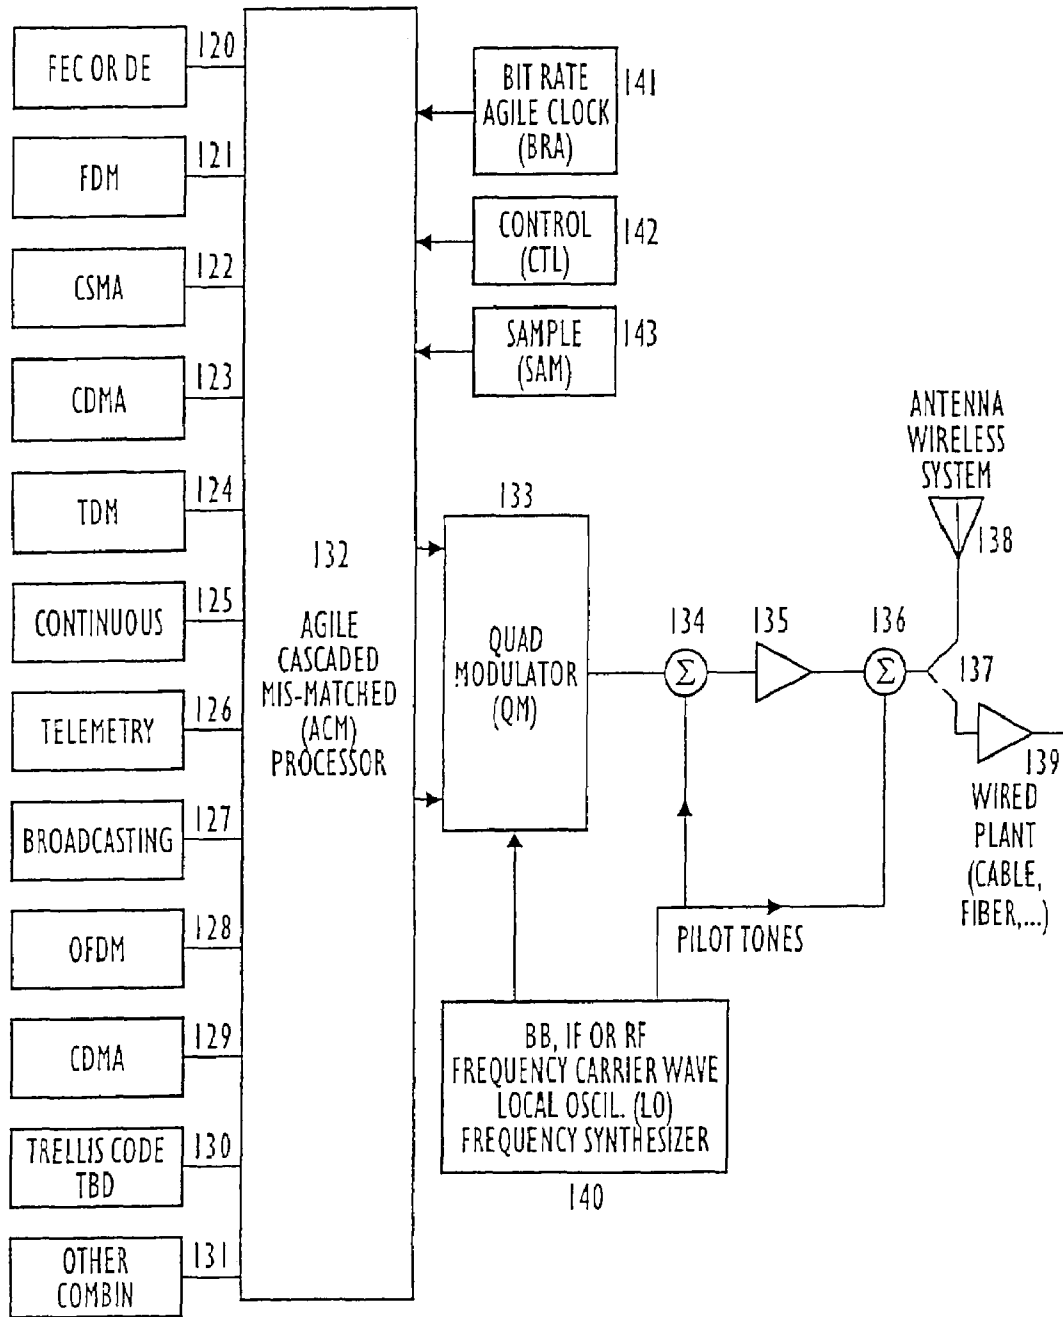 FEC OR DE
120
FDM
121
CSMA
122
CDMA
123
TDM
124
CONTINUOUS
125
TELEMETRY
126
BROADCASTING
127
OFDM
128
CDMA
129
TRELLIS CODE
TBD
130
OTHER
COMBIN
131
132
AGILE
CASCADED
MIS-MATCHED
(ACM)
PROCESSOR
BIT RATE
AGILE CLOCK
(BRA)
141
CONTROL
(CTL)
142
SAMPLE
(SAM)
143
133
QUAD
MODULATOR
(QM)
134
Σ
135
136
Σ
137
ANTENNA
WIRELESS
SYSTEM
138
139
WIRED
PLANT
(CABLE,
FIBER,...)
PILOT TONES
BB, IF OR RF
FREQUENCY CARRIER WAVE
LOCAL OSCIL. (LO)
FREQUENCY SYNTHESIZER
140